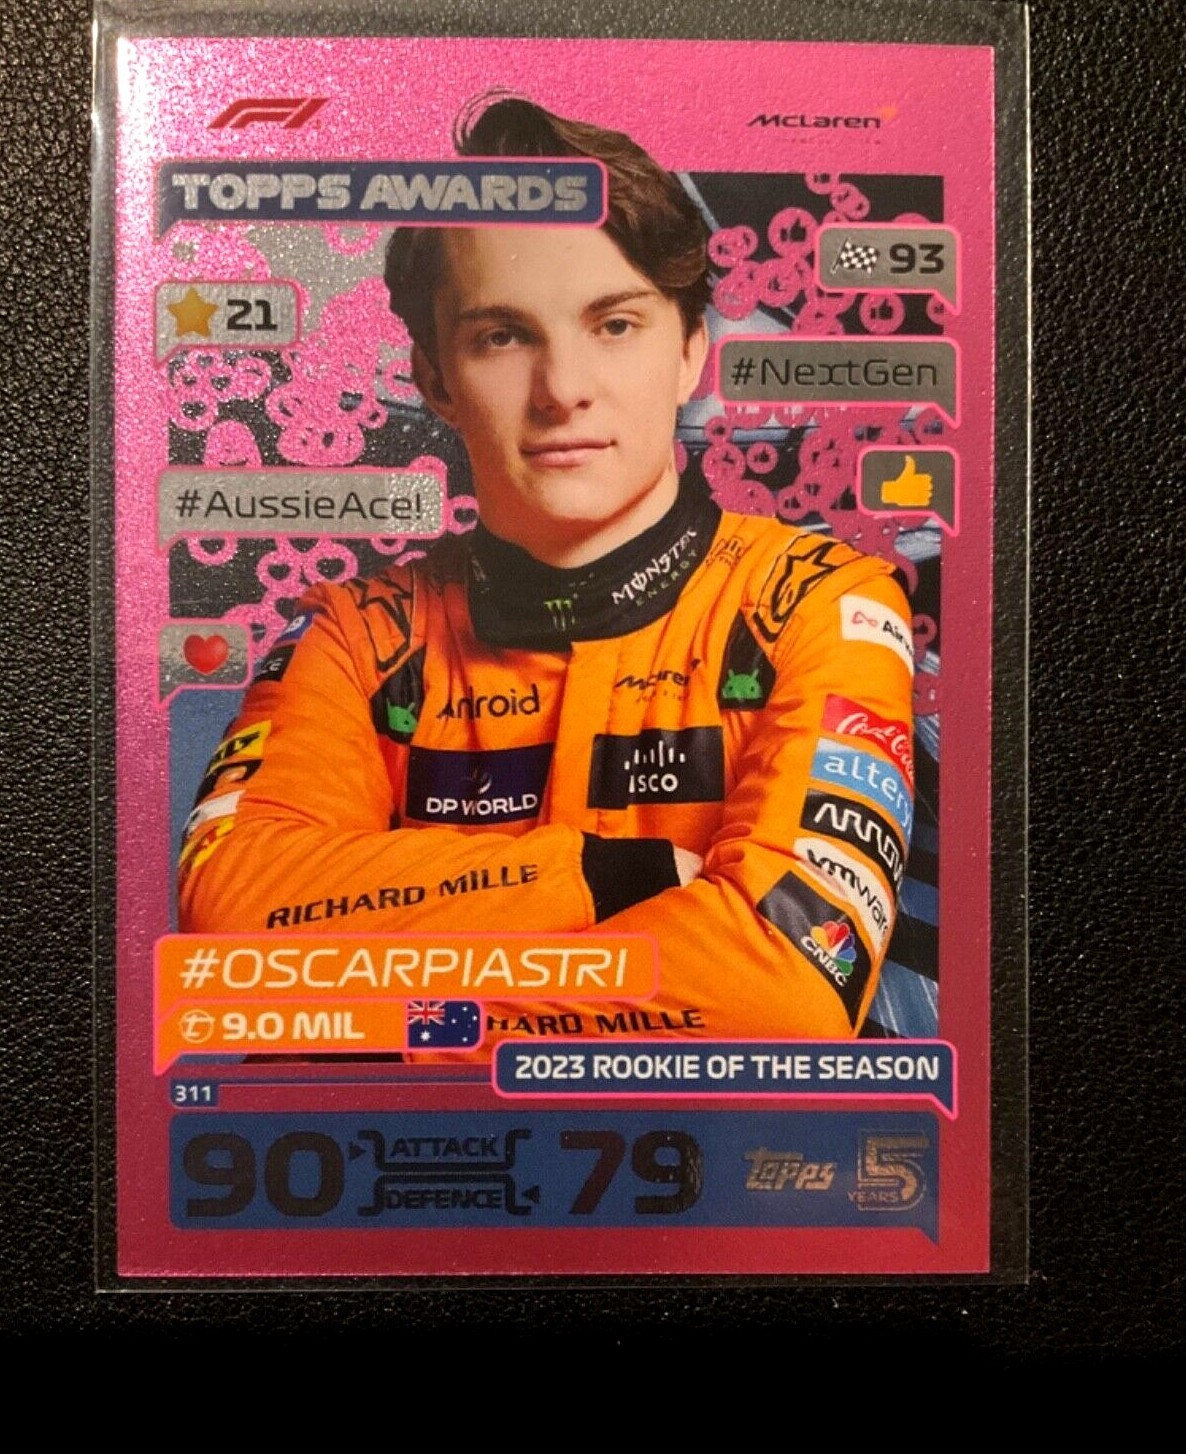 F1
McLaren
TOPPS AWARDS
93
21
#NextGen
#AussieAce!
MONSTER
ENERGY
Android
McLaren
Coca-Cola
DP WORLD
CISCO
altery
ARROW
vmware
CNBC
RICHARD MILLE
#OSCARPIASTRI
9.0 MIL
HARD MILLE
2023 ROOKIE OF THE SEASON
311
90
ATTACK
DEFENCE
79
topps
5
YEARS